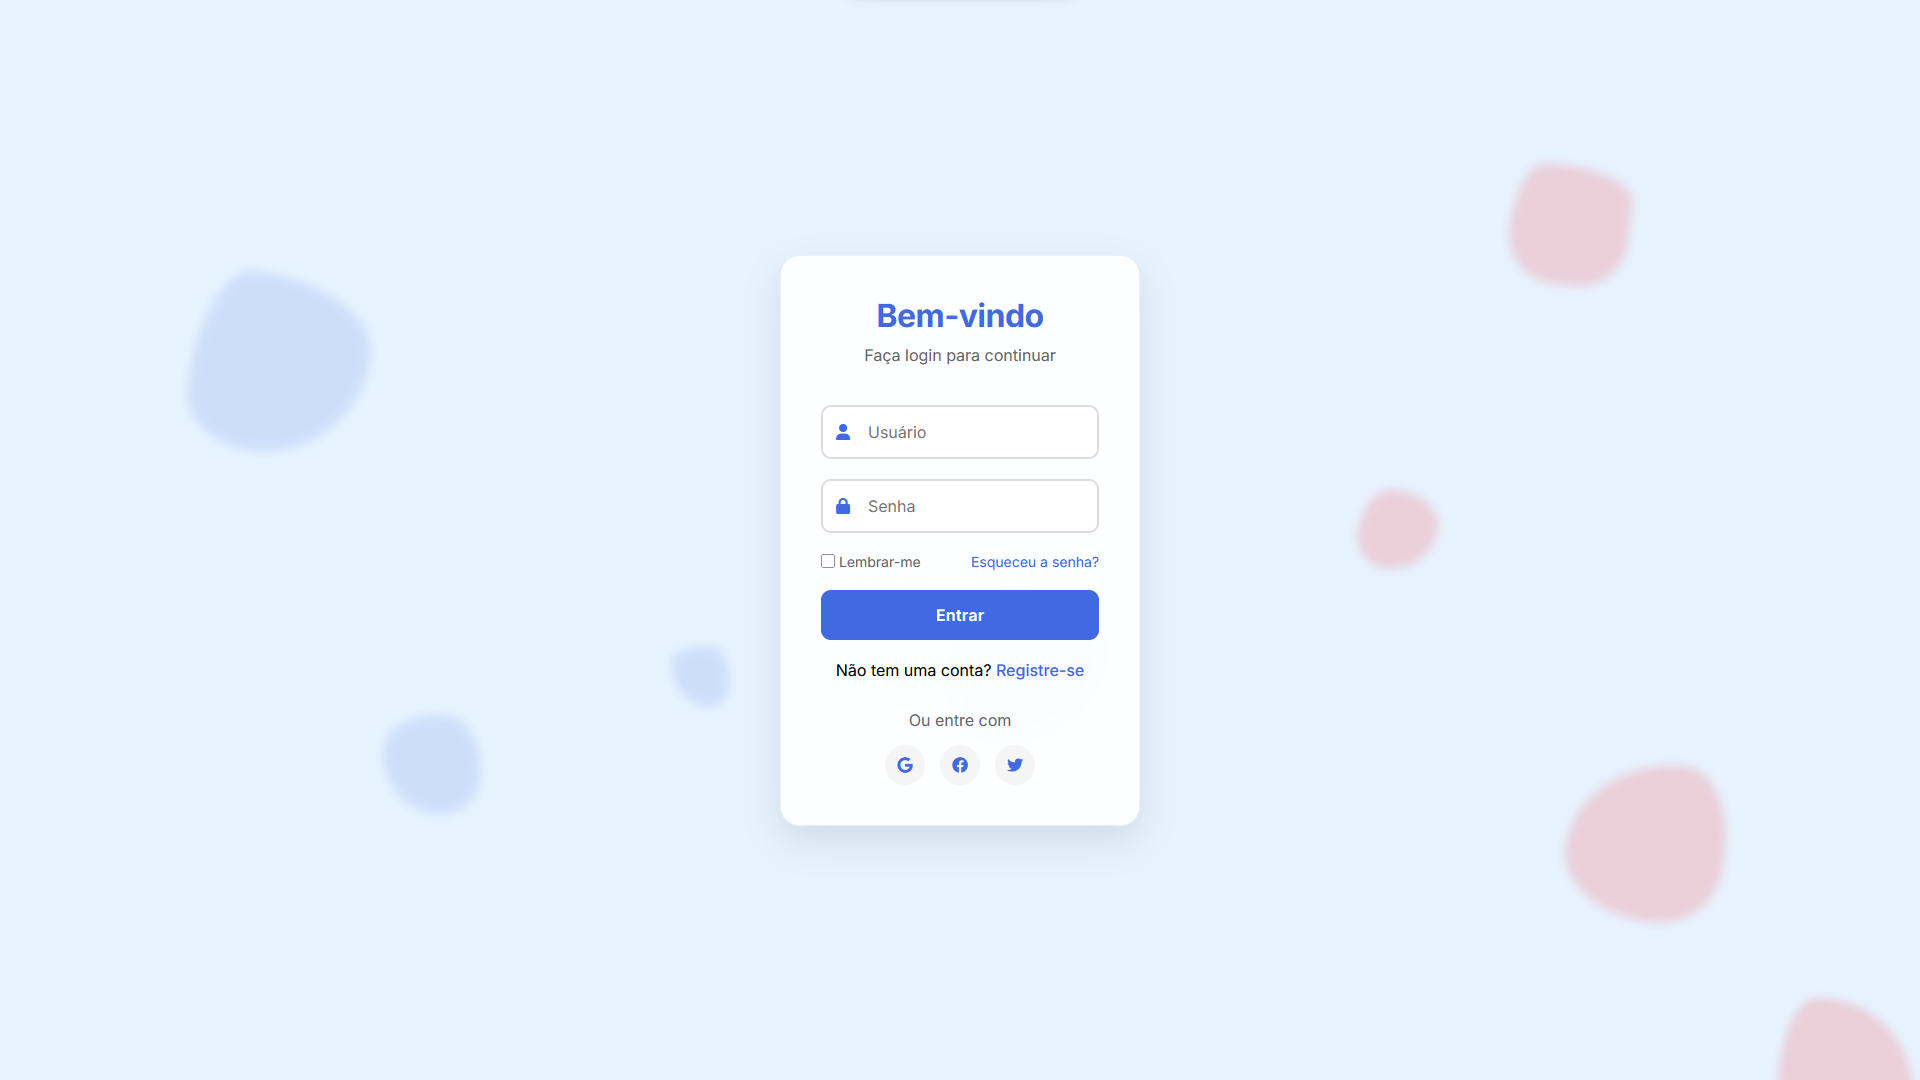 Bem-vindo
Faça login para continuar
Usuário
Senha
Lembrar-me
Esqueceu a senha?
Entrar
Não tem uma conta? Registre-se
Ou entre com